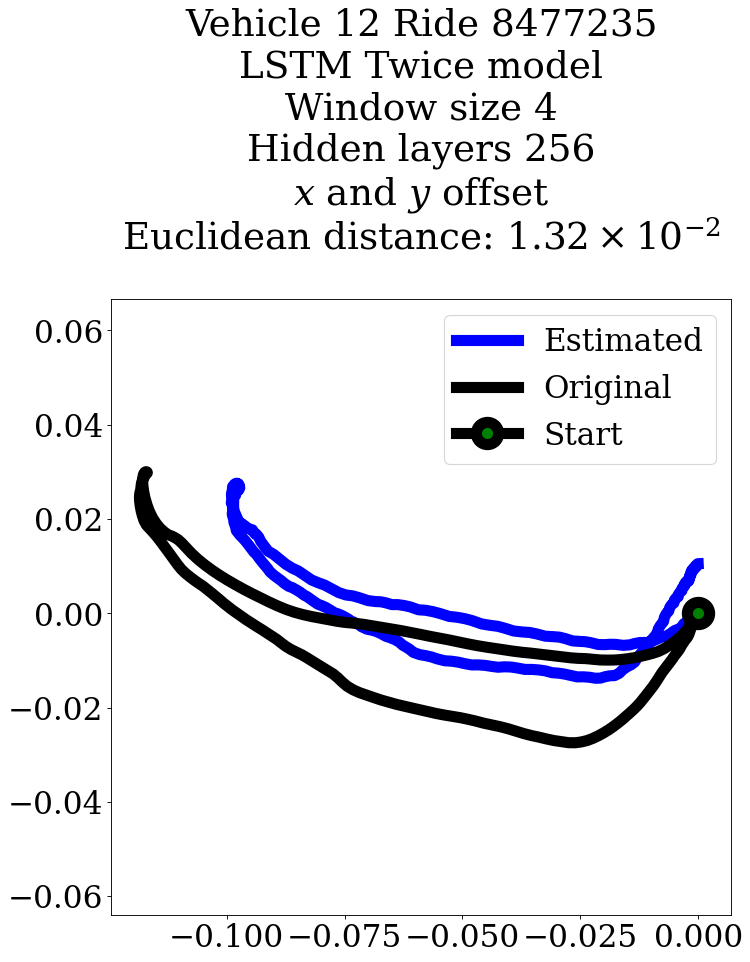 Vehicle 12 Ride 8477235
LSTM Twice model
Window size 4
Hidden layers 256
x and y offset
Euclidean distance: 1.32 × 10⁻²
Estimated
Original
Start
0.06
0.04
0.02
0.00
−0.02
−0.04
−0.06
−0.100 −0.075 −0.050 −0.025 0.000